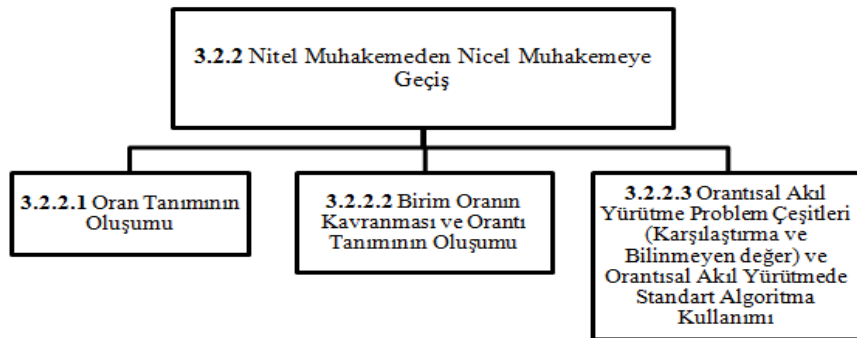 3.2.2 Nitel Muhakemeden Nicel Muhakemeye
Geçiş
3.2.2.1 Oran Tanımının
Oluşumu
3.2.2.2 Birim Oranın
Kavranması ve Orantı
Tanımının Oluşumu
3.2.2.3 Orantısal Akıl
Yürütme Problem Çeşitleri
(Karşılaştırma ve
Bilinmeyen değer) ve
Orantısal Akıl Yürütmede
Standart Algoritma
Kullanımı